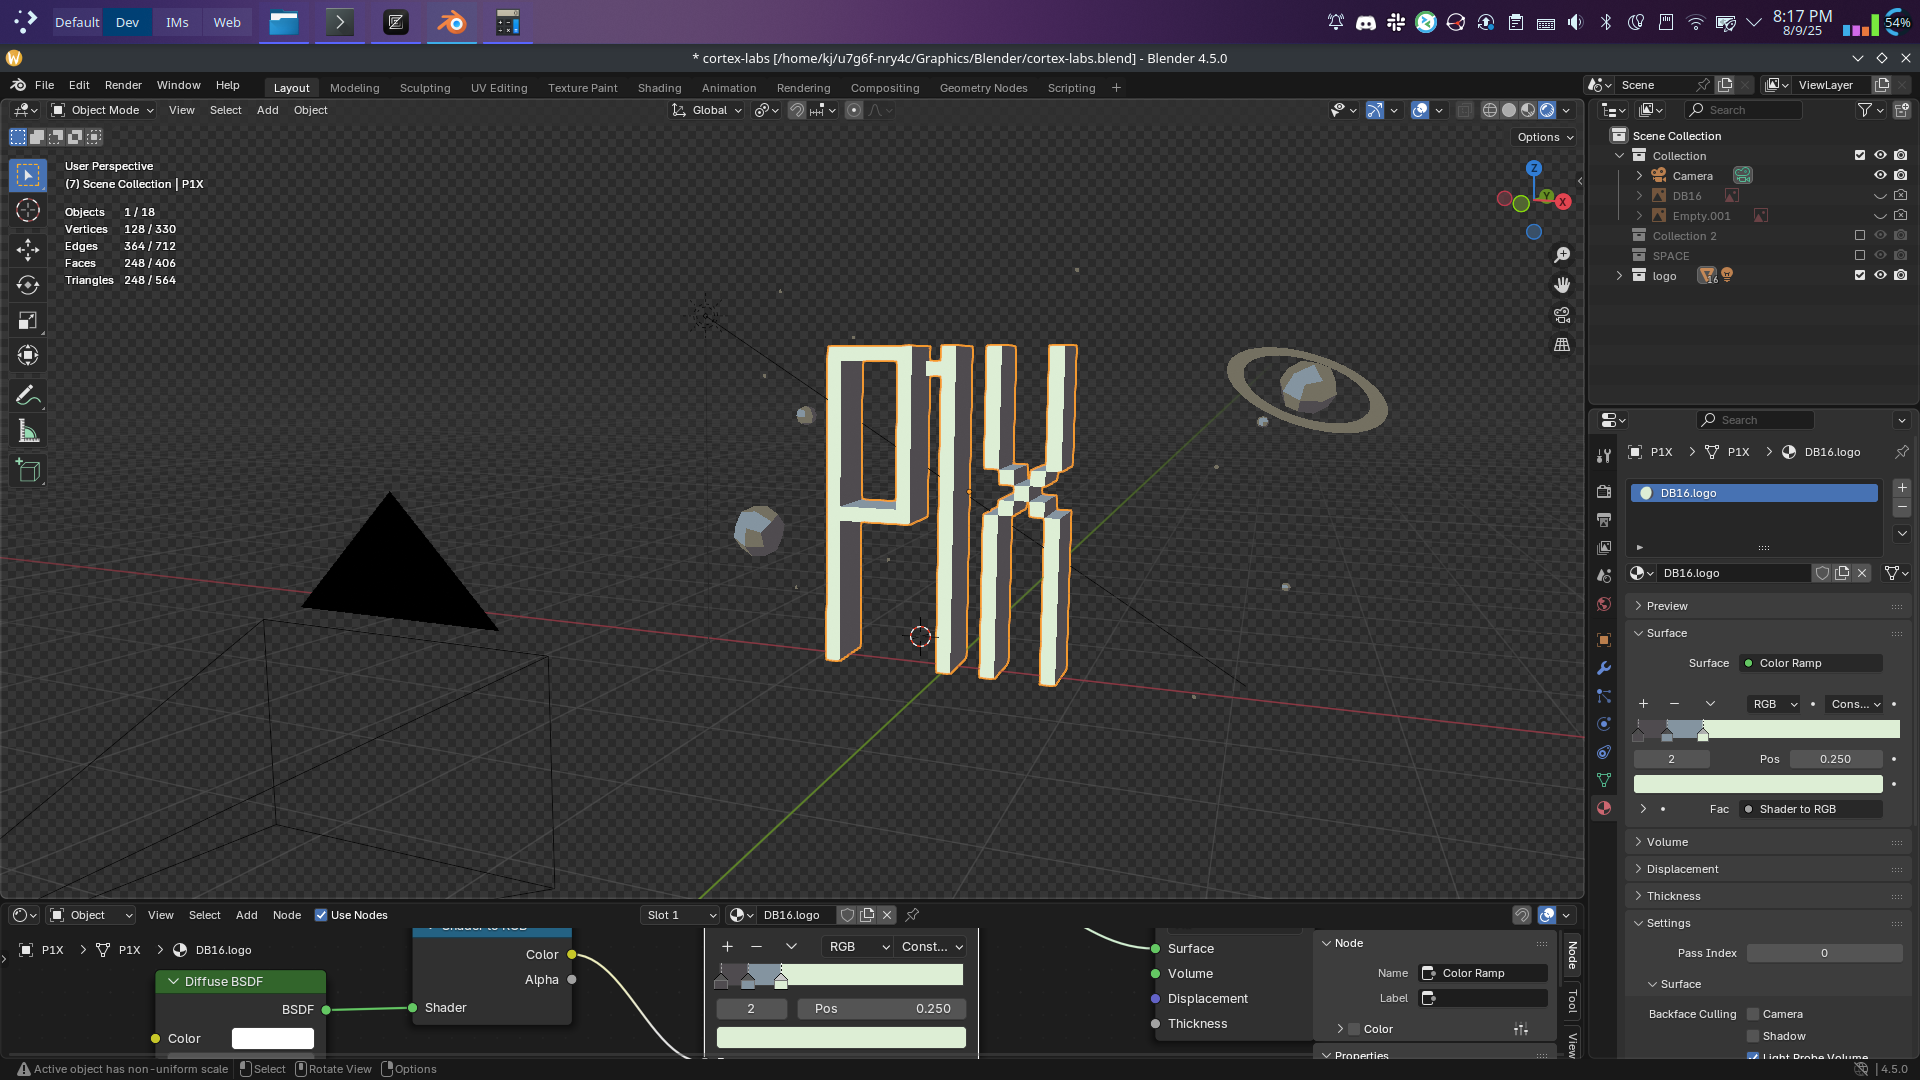 Default Dev IMs Web
8:17 PM
8/9/25
54%
* cortex-labs [/home/kj/u7g6f-nry4c/Graphics/Blender/cortex-labs.blend] - Blender 4.5.0
File Edit Render Window Help Layout Modeling Sculpting UV Editing Texture Paint Shading Animation Rendering Compositing Geometry Nodes Scripting + Scene ViewLayer
Object Mode View Select Add Object Global Search
Options
User Perspective
(7) Scene Collection | P1X
Objects 1 / 18
Vertices 128 / 330
Edges 364 / 712
Faces 248 / 406
Triangles 248 / 564
Z
Y
X
P1X
Scene Collection
Collection
Camera
DB16
Empty.001
Collection 2
SPACE
logo 16
Search
P1X P1X DB16.logo
DB16.logo
DB16.logo
Preview
Surface
Surface Color Ramp
RGB Cons...
2 Pos 0.250
Fac Shader to RGB
Volume
Displacement
Thickness
Settings
Pass Index 0
Surface
Backface Culling Camera
Shadow
Light Probe Volume
Object View Select Add Node Use Nodes Slot 1 DB16.logo
P1X P1X DB16.logo
Shader to RGB
Color
Alpha
Shader
Diffuse BSDF
BSDF
Color
RGB Const...
2 Pos 0.250
Surface
Volume
Displacement
Thickness
Node
Name Color Ramp
Label
Color
Properties
Node
Tool
View
Active object has non-uniform scale Select Rotate View Options 4.5.0